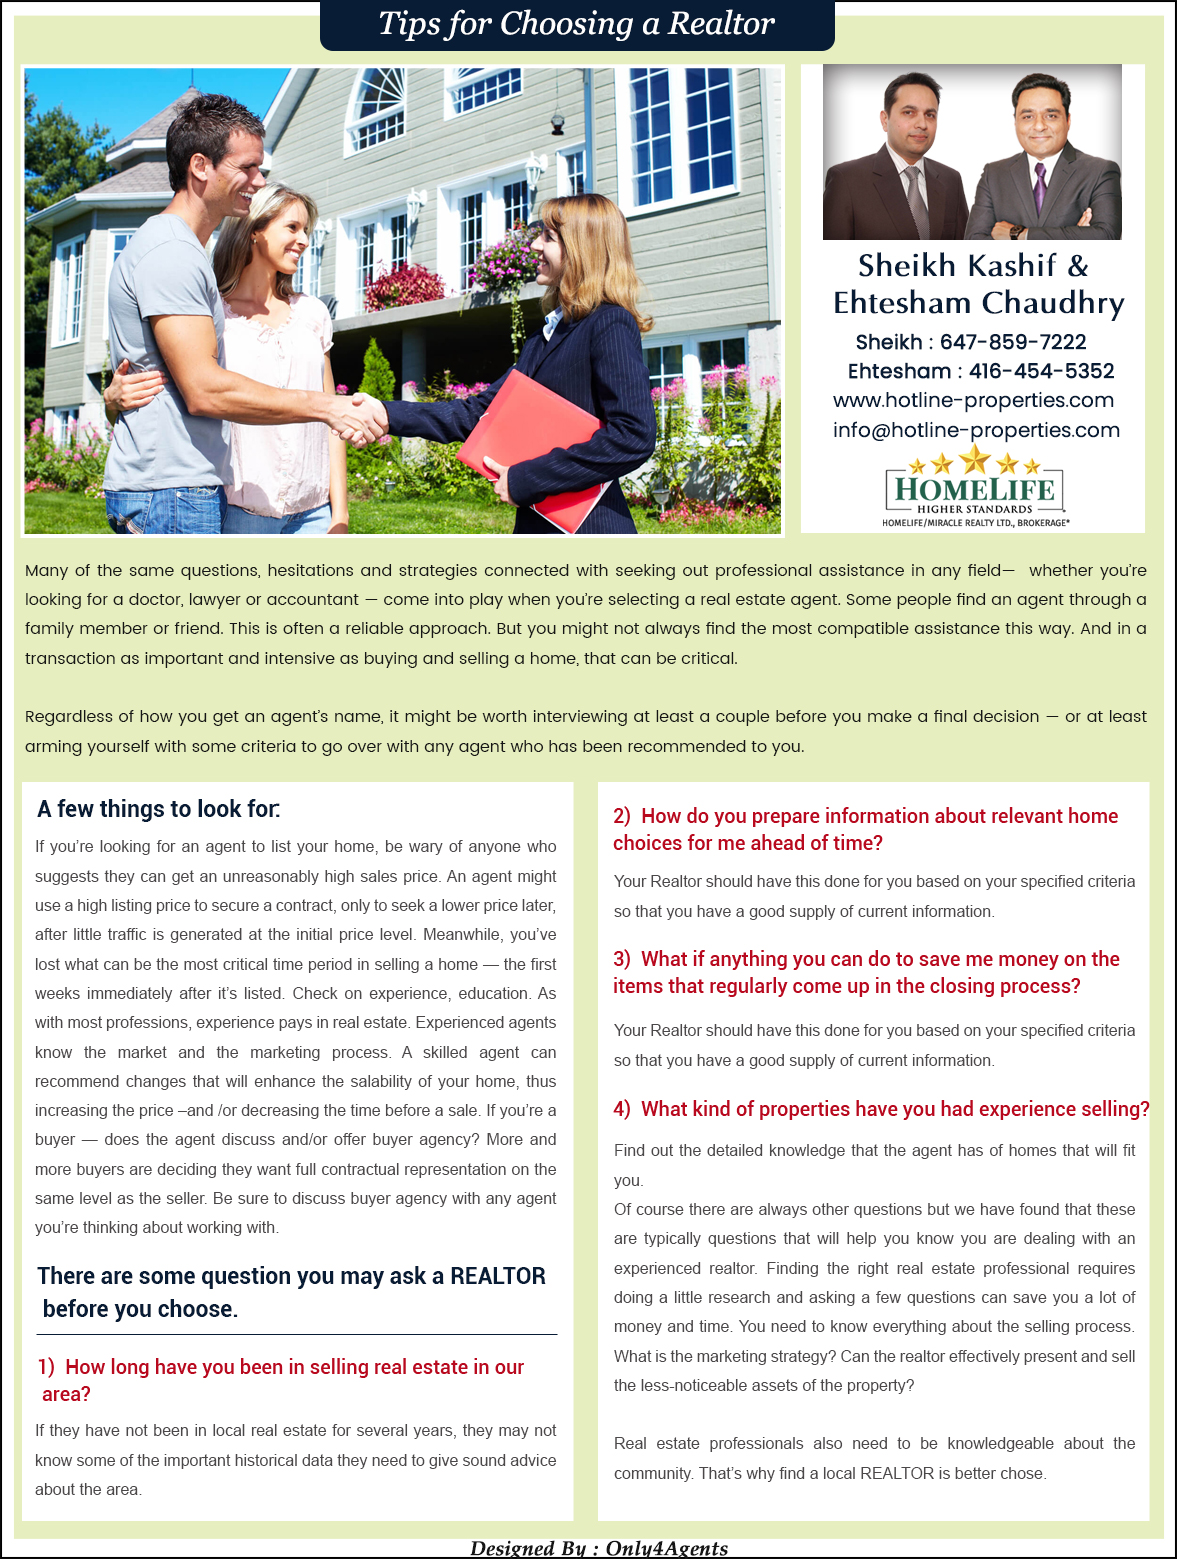 Tips for Choosing a Realtor
Sheikh Kashif &
Ehtesham Chaudhry
Sheikh : 647-859-7222
Ehtesham : 416-454-5352
www.hotline-properties.com
info@hotline-properties.com
HOMELIFE
HIGHER STANDARDS
HOMELIFE/MIRACLE REALTY LTD., BROKERAGE*
Many of the same questions, hesitations and strategies connected with seeking out professional assistance in any field— whether you're
looking for a doctor, lawyer or accountant — come into play when you're selecting a real estate agent. Some people find an agent through a
family member or friend. This is often a reliable approach. But you might not always find the most compatible assistance this way. And in a
transaction as important and intensive as buying and selling a home, that can be critical.
Regardless of how you get an agent's name, it might be worth interviewing at least a couple before you make a final decision — or at least
arming yourself with some criteria to go over with any agent who has been recommended to you.
A few things to look for:
If you're looking for an agent to list your home, be wary of anyone who
suggests they can get an unreasonably high sales price. An agent might
use a high listing price to secure a contract, only to seek a lower price later,
after little traffic is generated at the initial price level. Meanwhile, you've
lost what can be the most critical time period in selling a home — the first
weeks immediately after it's listed. Check on experience, education. As
with most professions, experience pays in real estate. Experienced agents
know the market and the marketing process. A skilled agent can
recommend changes that will enhance the salability of your home, thus
increasing the price –and /or decreasing the time before a sale. If you're a
buyer — does the agent discuss and/or offer buyer agency? More and
more buyers are deciding they want full contractual representation on the
same level as the seller. Be sure to discuss buyer agency with any agent
you're thinking about working with.
There are some question you may ask a REALTOR
before you choose.
1) How long have you been in selling real estate in our
area?
If they have not been in local real estate for several years, they may not
know some of the important historical data they need to give sound advice
about the area.
2) How do you prepare information about relevant home
choices for me ahead of time?
Your Realtor should have this done for you based on your specified criteria
so that you have a good supply of current information.
3) What if anything you can do to save me money on the
items that regularly come up in the closing process?
Your Realtor should have this done for you based on your specified criteria
so that you have a good supply of current information.
4) What kind of properties have you had experience selling?
Find out the detailed knowledge that the agent has of homes that will fit
you.
Of course there are always other questions but we have found that these
are typically questions that will help you know you are dealing with an
experienced realtor. Finding the right real estate professional requires
doing a little research and asking a few questions can save you a lot of
money and time. You need to know everything about the selling process.
What is the marketing strategy? Can the realtor effectively present and sell
the less-noticeable assets of the property?
Real estate professionals also need to be knowledgeable about the
community. That's why find a local REALTOR is better chose.
Designed By : Only4Agents